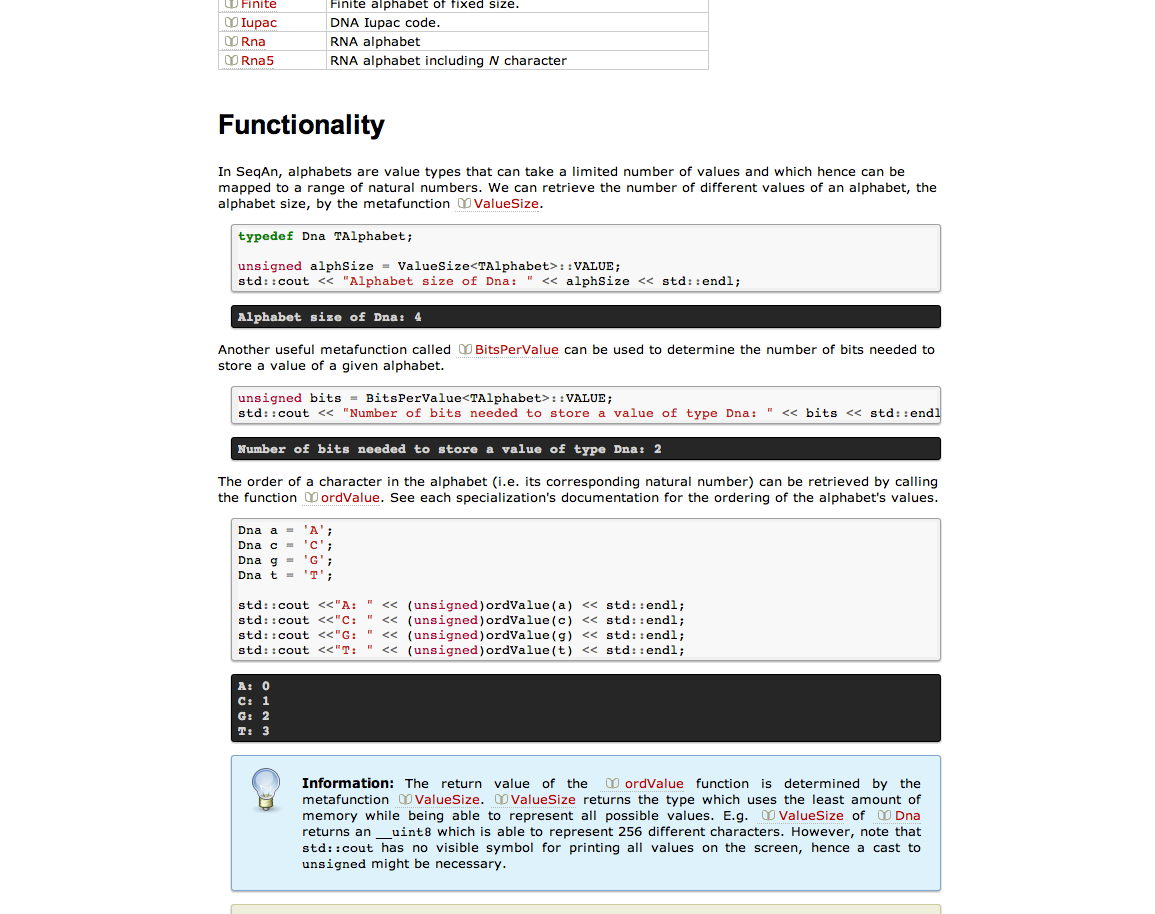 Finite Finite alphabet of fixed size.
Iupac DNA Iupac code.
Rna RNA alphabet
Rna5 RNA alphabet including N character
Functionality
In SeqAn, alphabets are value types that can take a limited number of values and which hence can be
mapped to a range of natural numbers. We can retrieve the number of different values of an alphabet, the
alphabet size, by the metafunction ValueSize.
typedef Dna TAlphabet;
unsigned alphSize = ValueSize<TAlphabet>::VALUE;
std::cout << "Alphabet size of Dna: " << alphSize << std::endl;
Alphabet size of Dna: 4
Another useful metafunction called BitsPerValue can be used to determine the number of bits needed to
store a value of a given alphabet.
unsigned bits = BitsPerValue<TAlphabet>::VALUE;
std::cout << "Number of bits needed to store a value of type Dna: " << bits << std::endl
Number of bits needed to store a value of type Dna: 2
The order of a character in the alphabet (i.e. its corresponding natural number) can be retrieved by calling
the function ordValue. See each specialization's documentation for the ordering of the alphabet's values.
Dna a = 'A';
Dna c = 'C';
Dna g = 'G';
Dna t = 'T';
std::cout <<"A: " << (unsigned)ordValue(a) << std::endl;
std::cout <<"C: " << (unsigned)ordValue(c) << std::endl;
std::cout <<"G: " << (unsigned)ordValue(g) << std::endl;
std::cout <<"T: " << (unsigned)ordValue(t) << std::endl;
A: 0
C: 1
G: 2
T: 3
Information: The return value of the ordValue function is determined by the
metafunction ValueSize. ValueSize returns the type which uses the least amount of
memory while being able to represent all possible values. E.g. ValueSize of Dna
returns an __uint8 which is able to represent 256 different characters. However, note that
std::cout has no visible symbol for printing all values on the screen, hence a cast to
unsigned might be necessary.